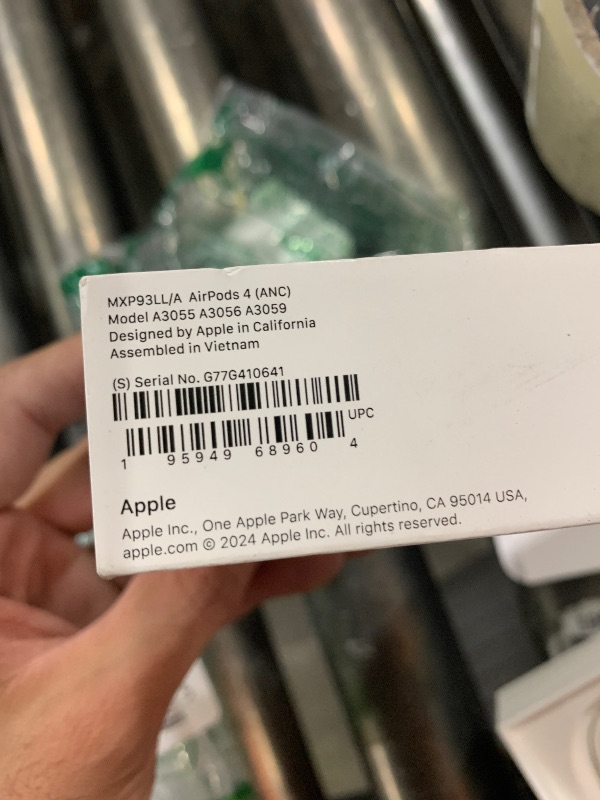 MXP93LL/A AirPods 4 (ANC)
Model A3055 A3056 A3059
Designed by Apple in California
Assembled in Vietnam
(S) Serial No. G77G410641
UPC
1 95949 68960 4
Apple
Apple Inc., One Apple Park Way, Cupertino, CA 95014 USA,
apple.com © 2024 Apple Inc. All rights reserved.